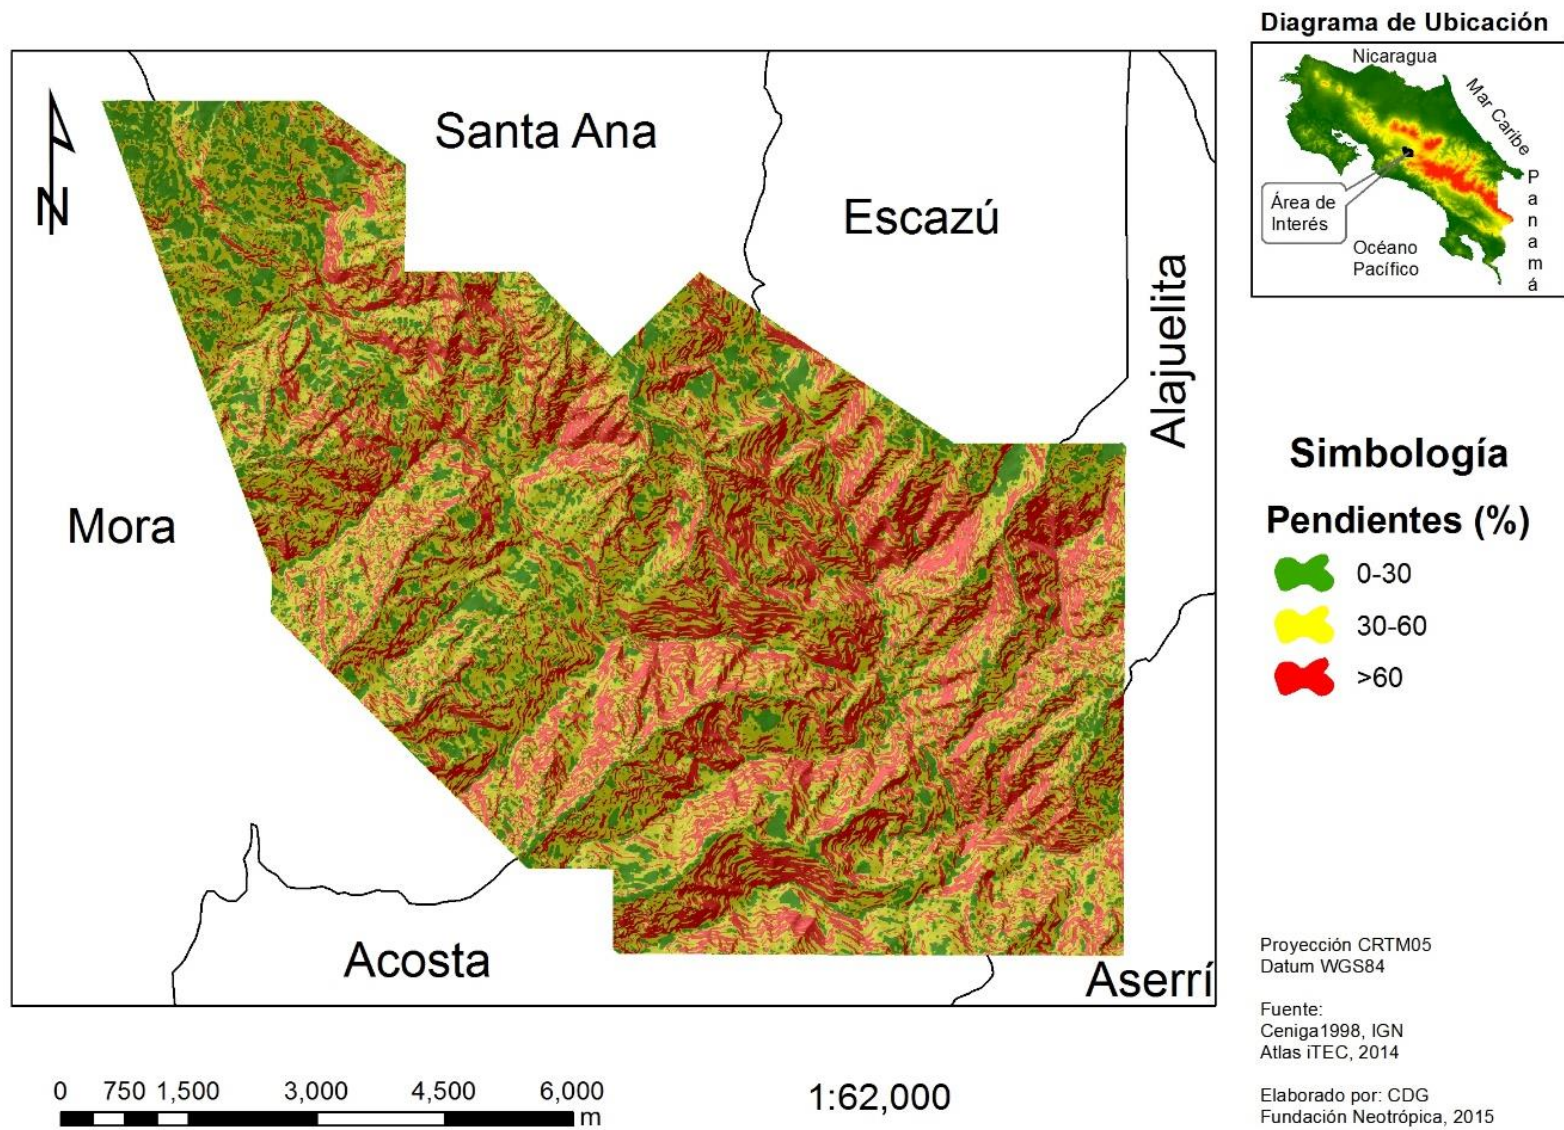 Diagrama de Ubicación
Nicaragua
Mar Caribe
Panamá
Área de
Interés
Océano
Pacífico
N
Santa Ana
Escazú
Alajuelita
Mora
Acosta
Aserrí
Simbología
Pendientes (%)
0-30
30-60
>60
Proyección CRTM05
Datum WGS84
Fuente:
Ceniga1998, IGN
Atlas iTEC, 2014
Elaborado por: CDG
Fundación Neotrópica, 2015
0 750 1,500 3,000 4,500 6,000
m
1:62,000